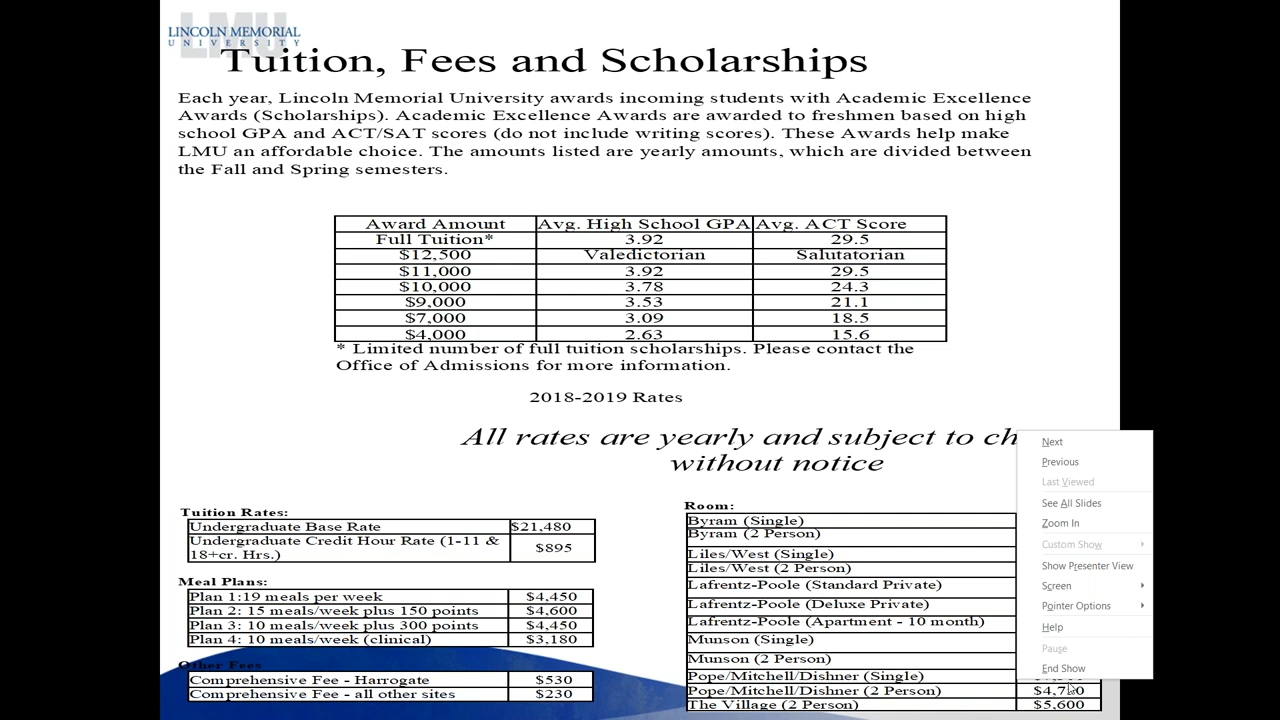 LINCOLN MEMORIAL
UNIVERSITY
Tuition, Fees and Scholarships
Each year, Lincoln Memorial University awards incoming students with Academic Excellence
Awards (Scholarships). Academic Excellence Awards are awarded to freshmen based on high
school GPA and ACT/SAT scores (do not include writing scores). These Awards help make
LMU an affordable choice. The amounts listed are yearly amounts, which are divided between
the Fall and Spring semesters.
Award Amount Avg. High School GPA Avg. ACT Score
Full Tuition* 3.92 29.5
$12,500 Valedictorian Salutatorian
$11,000 3.92 29.5
$10,000 3.78 24.3
$9,000 3.53 21.1
$7,000 3.09 18.5
$4,000 2.63 15.6
* Limited number of full tuition scholarships. Please contact the
Office of Admissions for more information.
2018-2019 Rates
All rates are yearly and subject to
without notice
Tuition Rates:
Undergraduate Base Rate $21,480
Undergraduate Credit Hour Rate (1-11 &
18+cr. Hrs.) $895
Meal Plans:
Plan 1:19 meals per week $4,450
Plan 2: 15 meals/week plus 150 points $4,600
Plan 3: 10 meals/week plus 300 points $4,450
Plan 4: 10 meals/week (clinical) $3,180
Other Fees
Comprehensive Fee - Harrogate $530
Comprehensive Fee - all other sites $230
Room:
Byram (Single)
Byram (2 Person)
Liles/West (Single)
Liles/West (2 Person)
Lafrentz-Poole (Standard Private)
Lafrentz-Poole (Deluxe Private)
Lafrentz-Poole (Apartment - 10 month)
Munson (Single)
Munson (2 Person)
Pope/Mitchell/Dishner (Single)
Pope/Mitchell/Dishner (2 Person)
The Village (2 Person) $5,600
Next
Previous
Last Viewed
See All Slides
Zoom In
Custom Show
Show Presenter View
Screen
Pointer Options
Help
Pause
End Show